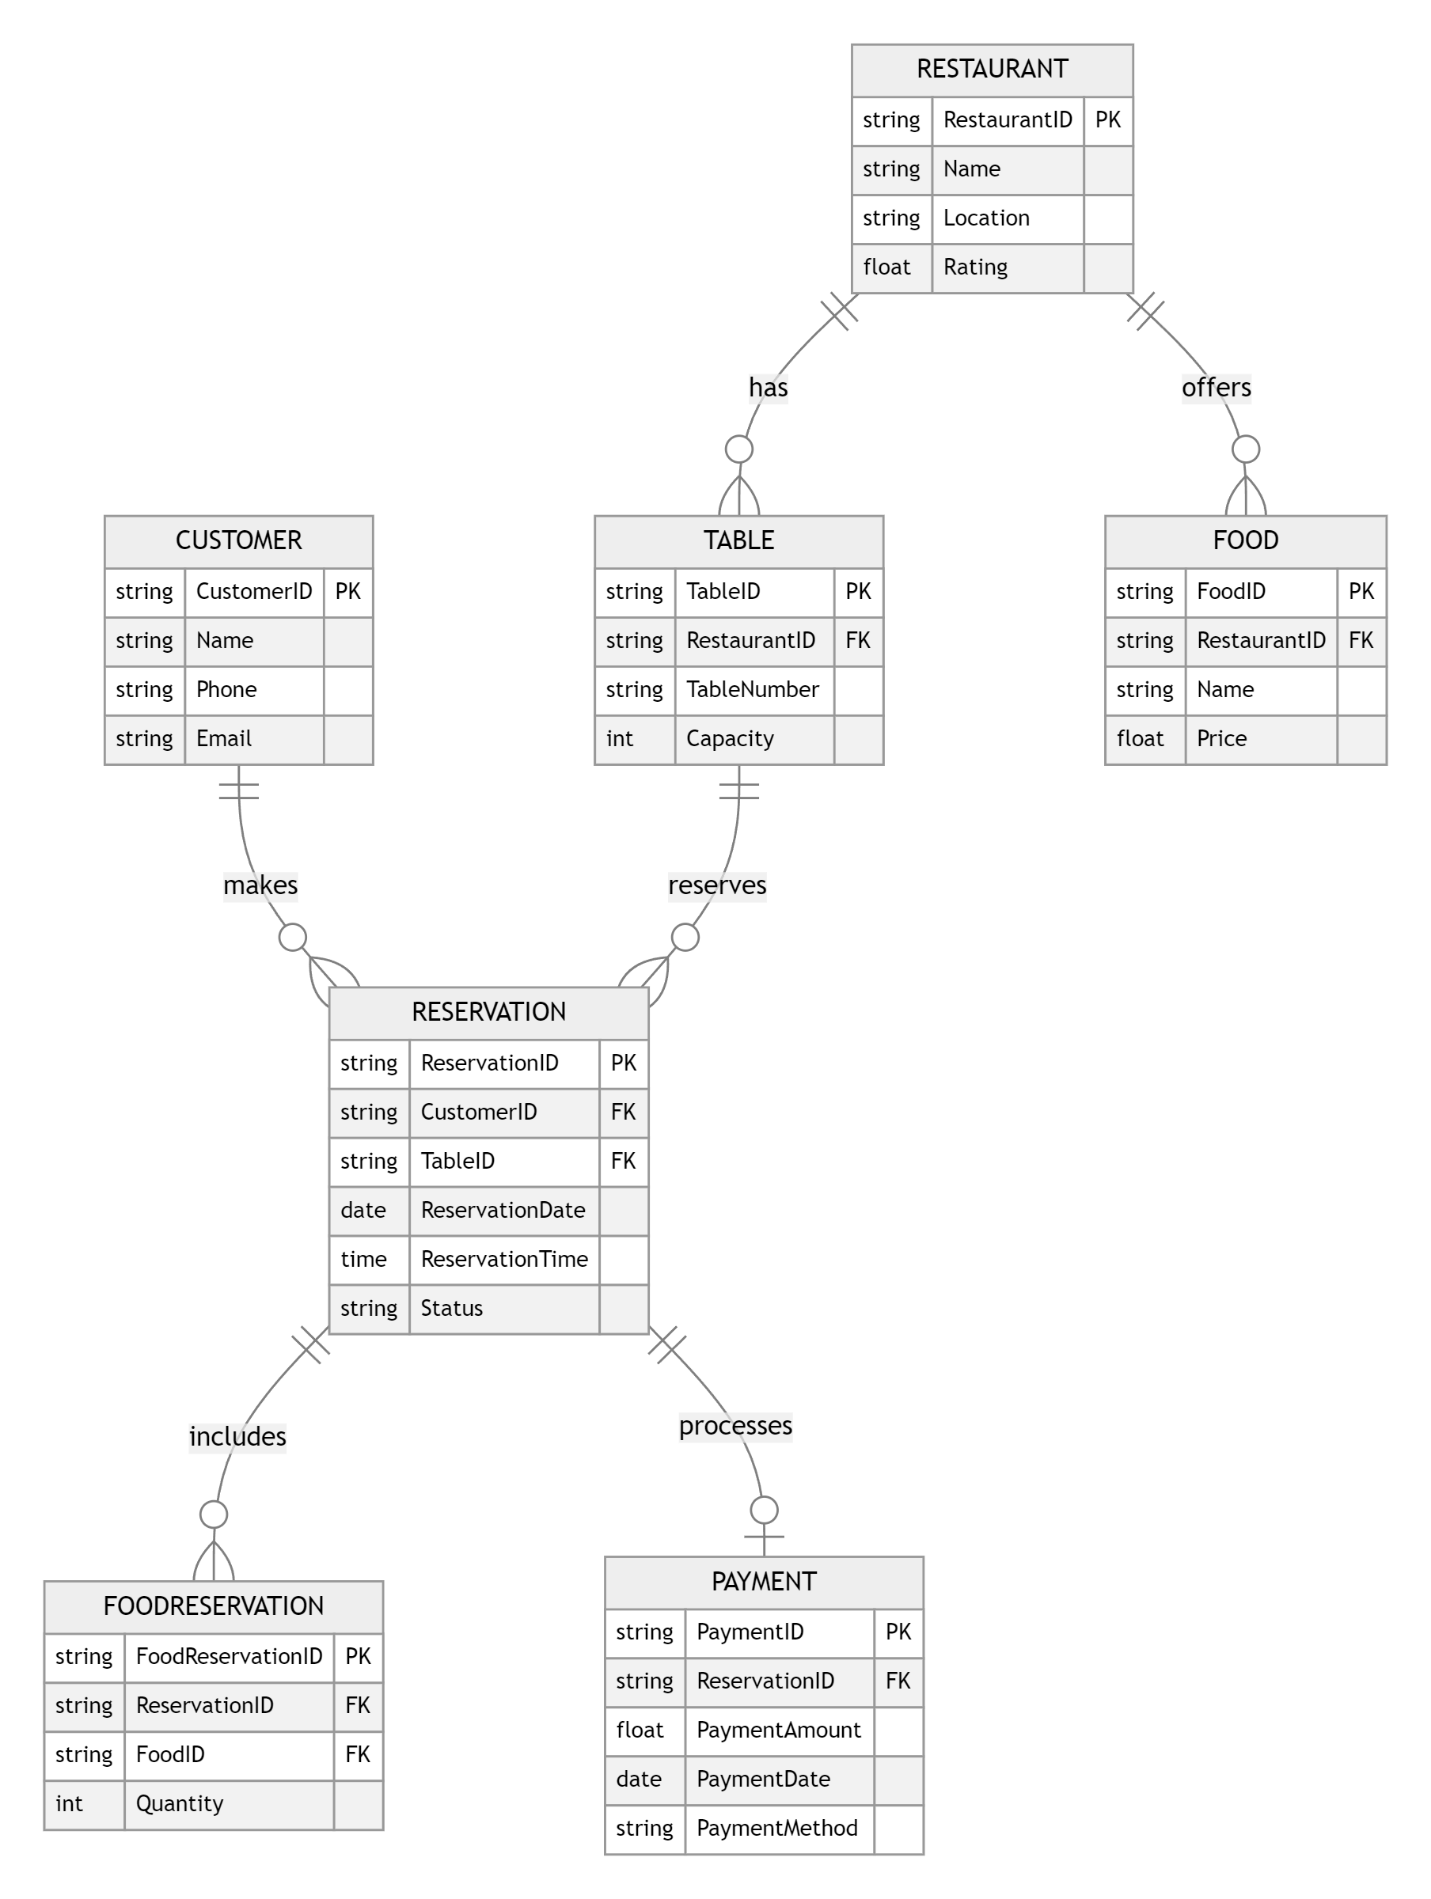 RESTAURANT
string RestaurantID PK
string Name
string Location
float Rating
has
offers
CUSTOMER
string CustomerID PK
string Name
string Phone
string Email
TABLE
string TableID PK
string RestaurantID FK
string TableNumber
int Capacity
FOOD
string FoodID PK
string RestaurantID FK
string Name
float Price
makes
reserves
RESERVATION
string ReservationID PK
string CustomerID FK
string TableID FK
date ReservationDate
time ReservationTime
string Status
includes
processes
FOODRESERVATION
string FoodReservationID PK
string ReservationID FK
string FoodID FK
int Quantity
PAYMENT
string PaymentID PK
string ReservationID FK
float PaymentAmount
date PaymentDate
string PaymentMethod